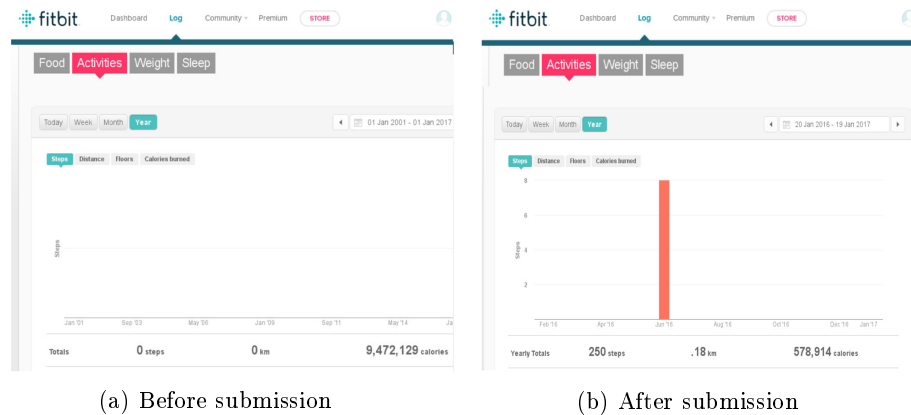 fitbit. Dashboard Log Community Premium STORE
Food Activities Weight Sleep
Today Week Month Year 01 Jan 2001 - 01 Jan 2017
Steps Distance Floors Calories burned
Steps
Jan '01 Sep '03 May '06 Jan '09 Sep '11 May '14 Ja
Totals 0 steps 0 km 9,472,129 calories
(a) Before submission
fitbit. Dashboard Log Community Premium STORE
Food Activities Weight Sleep
Today Week Month Year 20 Jan 2016 - 19 Jan 2017
Steps Distance Floors Calories burned
8
6
4
2
Steps
Feb '16 Apr '16 Jun '16 Aug '16 Oct '16 Dec '16 Jan '17
Yearly Totals 250 steps .18 km 578,914 calories
(b) After submission